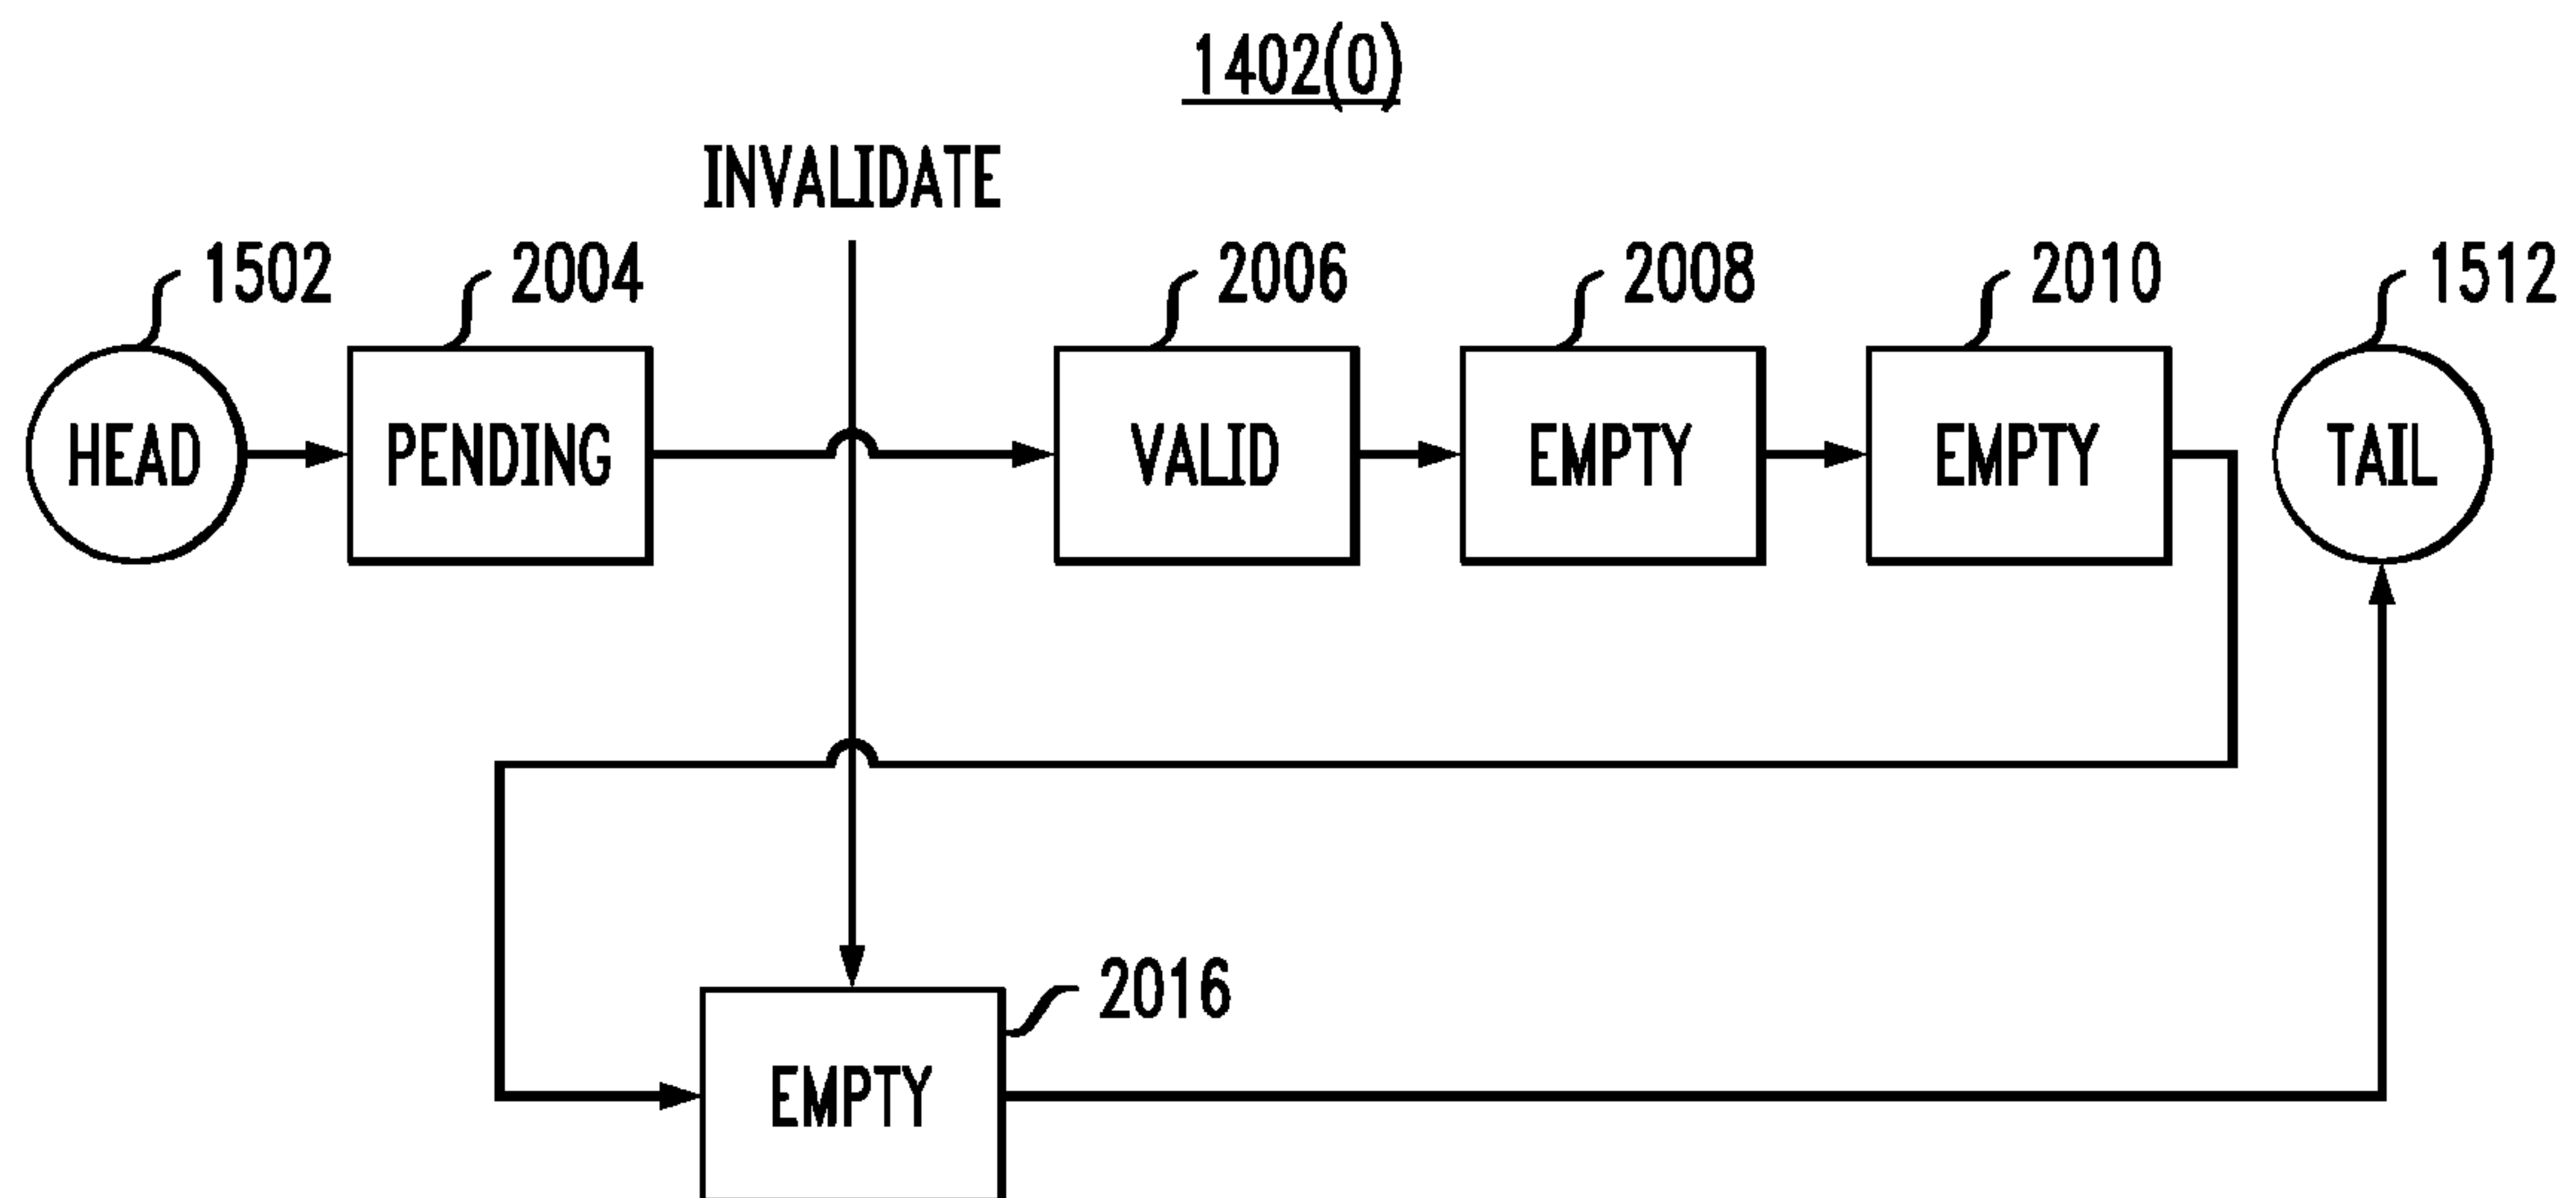 1402(0)
INVALIDATE
1502 2004 2006 2008 2010 1512
HEAD PENDING VALID EMPTY EMPTY TAIL
2016
EMPTY